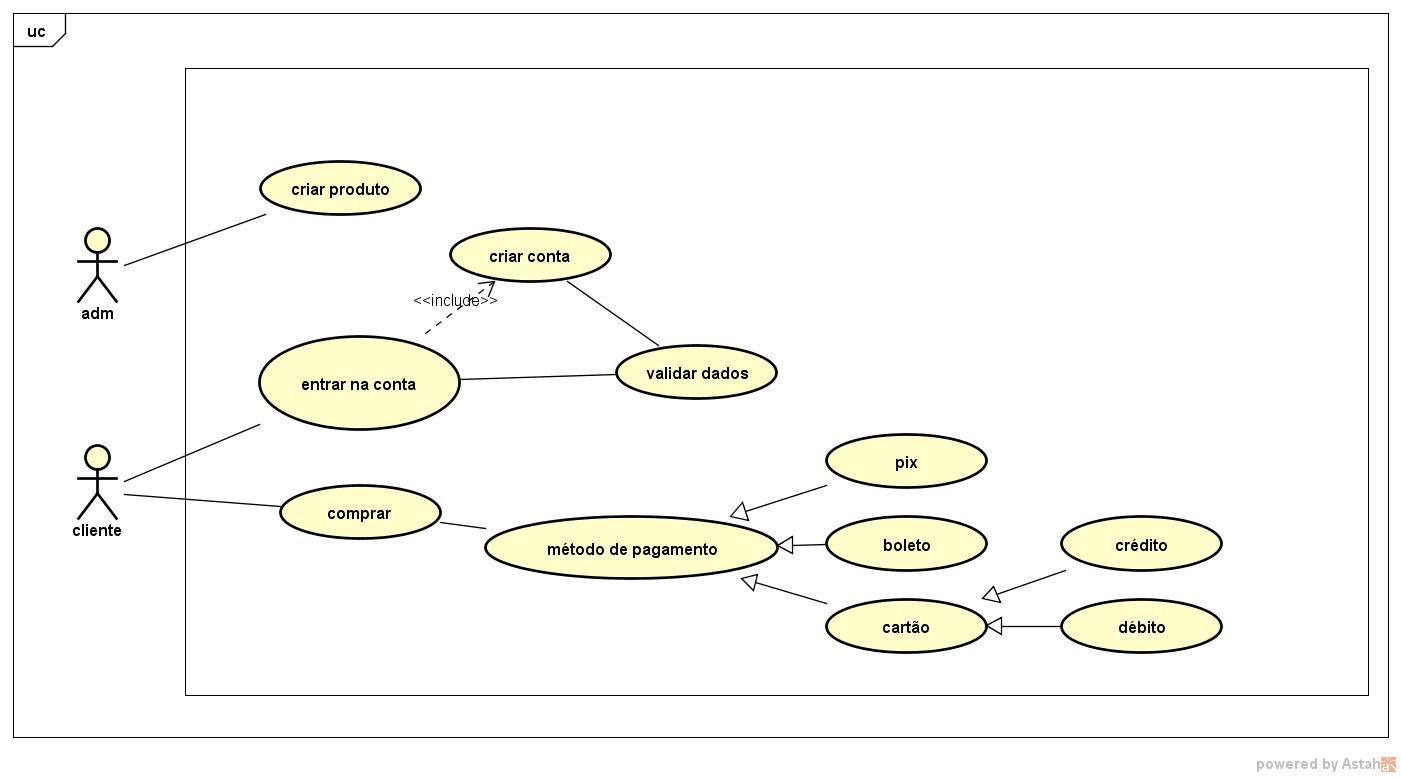 uc
criar produto
criar conta
adm
<<include>>
entrar na conta
validar dados
pix
comprar
cliente
método de pagamento
boleto
crédito
cartão
débito
powered by Astah